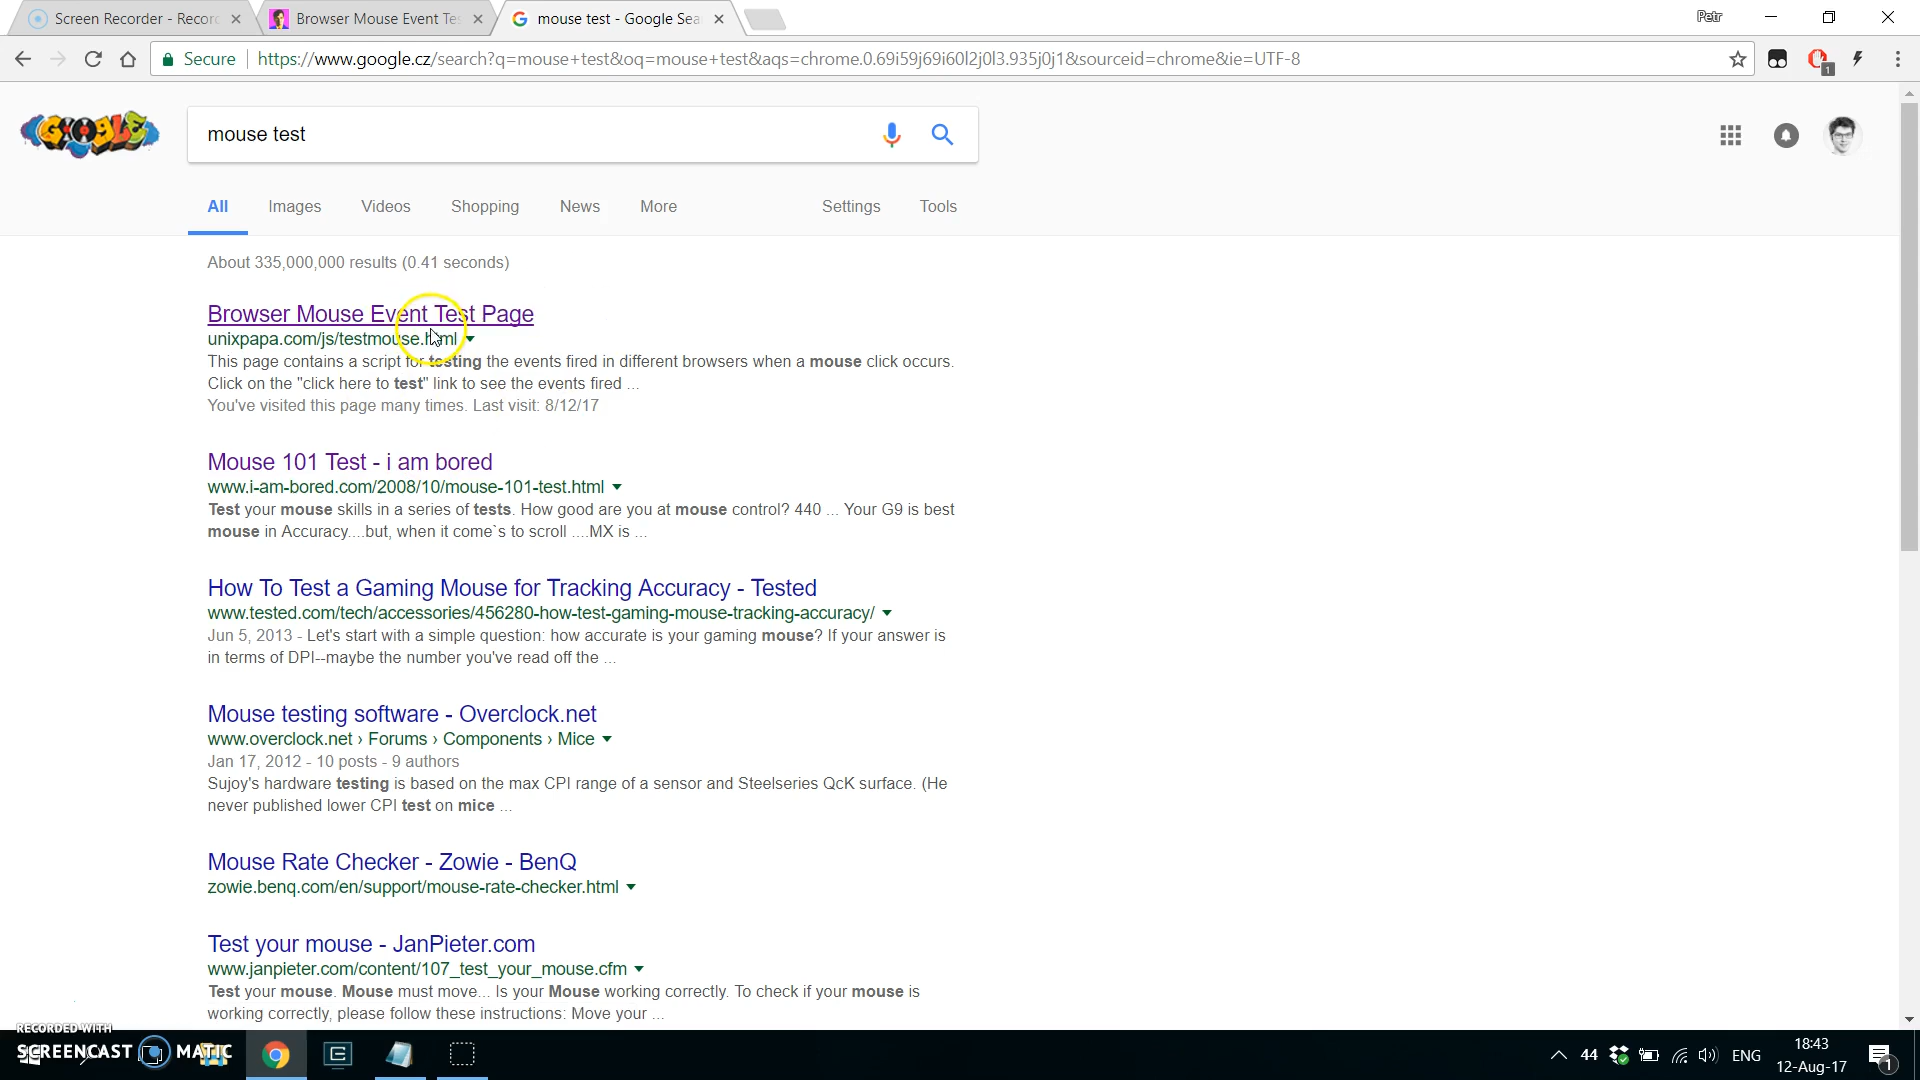 Screen Recorder - Recor
Browser Mouse Event Te
mouse test - Google Sea
Petr
Secure
https://www.google.cz/search?q=mouse+test&oq=mouse+test&aqs=chrome.0.69i59j69i60l2j0l3.935j0j1&sourceid=chrome&ie=UTF-8
1
GOOGLE
mouse test
All
Images
Videos
Shopping
News
More
Settings
Tools
About 335,000,000 results (0.41 seconds)
Browser Mouse Event Test Page
unixpapa.com/js/testmouse.html
This page contains a script for testing the events fired in different browsers when a mouse click occurs.
Click on the "click here to test" link to see the events fired ...
You've visited this page many times. Last visit: 8/12/17
Mouse 101 Test - i am bored
www.i-am-bored.com/2008/10/mouse-101-test.html
Test your mouse skills in a series of tests. How good are you at mouse control? 440 ... Your G9 is best
mouse in Accuracy....but, when it come`s to scroll ....MX is ...
How To Test a Gaming Mouse for Tracking Accuracy - Tested
www.tested.com/tech/accessories/456280-how-test-gaming-mouse-tracking-accuracy/
Jun 5, 2013 - Let's start with a simple question: how accurate is your gaming mouse? If your answer is
in terms of DPI--maybe the number you've read off the ...
Mouse testing software - Overclock.net
www.overclock.net › Forums › Components › Mice
Jan 17, 2012 - 10 posts - 9 authors
Sujoy's hardware testing is based on the max CPI range of a sensor and Steelseries QcK surface. (He
never published lower CPI test on mice ...
Mouse Rate Checker - Zowie - BenQ
zowie.benq.com/en/support/mouse-rate-checker.html
Test your mouse - JanPieter.com
www.janpieter.com/content/107_test_your_mouse.cfm
Test your mouse. Mouse must move... Is your Mouse working correctly. To check if your mouse is
working correctly, please follow these instructions: Move your ...
RECORDED WITH
SCREENCAST MATIC
44
ENG
18:43
12-Aug-17
1